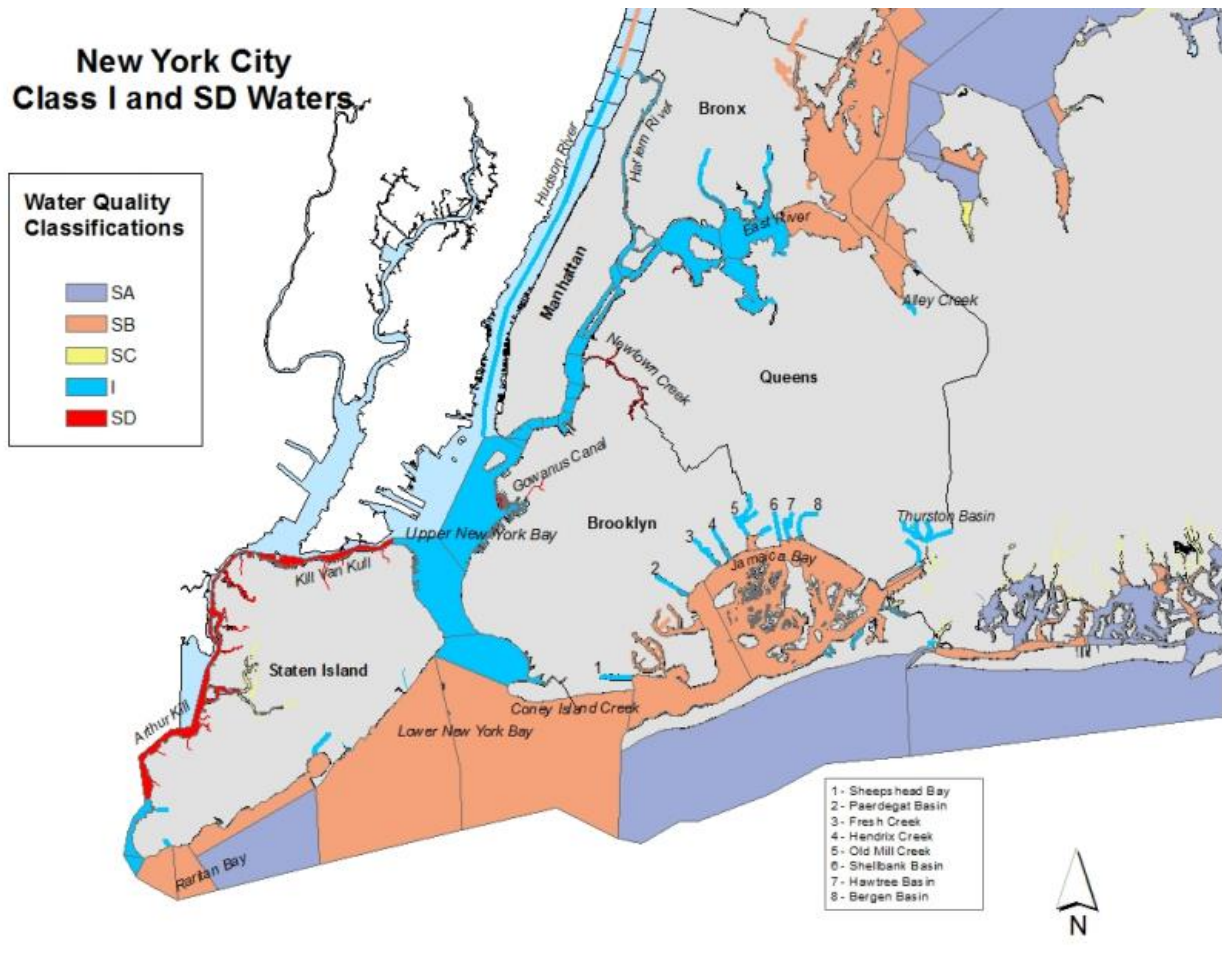 New York City
Class I and SD Waters
Water Quality
Classifications
SA
SB
SC
I
SD
Hudson River
Harlem River
Bronx
Manhattan
East River
Alley Creek
Newtown Creek
Queens
Gowanus Canal
Brooklyn
Upper New York Bay
Kill Van Kull
Thurston Basin
Jamaica Bay
1
2
3
4
5
6
7
8
Staten Island
Arthur Kill
Coney Island Creek
Lower New York Bay
Raritan Bay
1 - Sheepshead Bay
2 - Paerdegat Basin
3 - Fresh Creek
4 - Hendrix Creek
5 - Old Mill Creek
6 - Shellbank Basin
7 - Hawtree Basin
8 - Bergen Basin
N